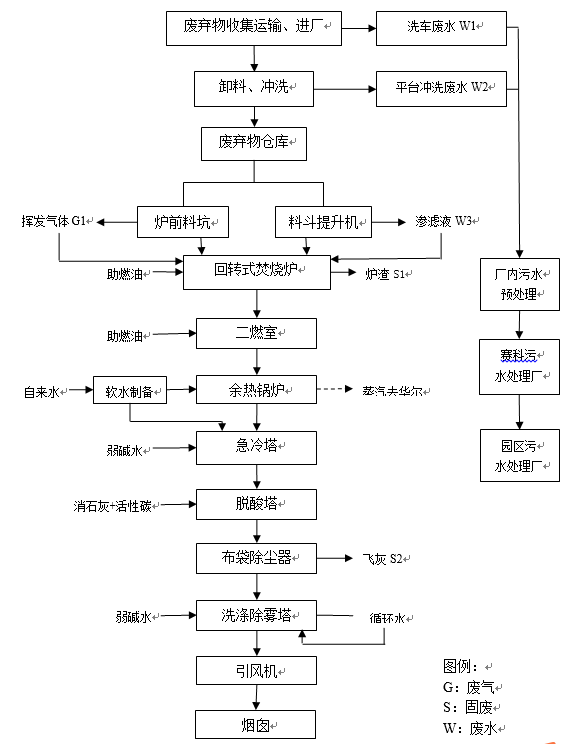 废弃物收集运输、进厂
洗车废水 W1
卸料、冲洗
平台冲洗废水 W2
废弃物仓库
挥发气体 G1
炉前料坑
料斗提升机
渗滤液 W3
助燃油
回转式焚烧炉
炉渣 S1
厂内污水
预处理
助燃油
二燃室
赛科污
水处理厂
自来水
软水制备
余热锅炉
蒸汽去华尔
弱碱水
急冷塔
园区污
水处理厂
消石灰+活性碳
脱酸塔
布袋除尘器
飞灰 S2
弱碱水
洗涤除雾塔
循环水
引风机
烟囱
图例：
G：废气
S：固废
W：废水